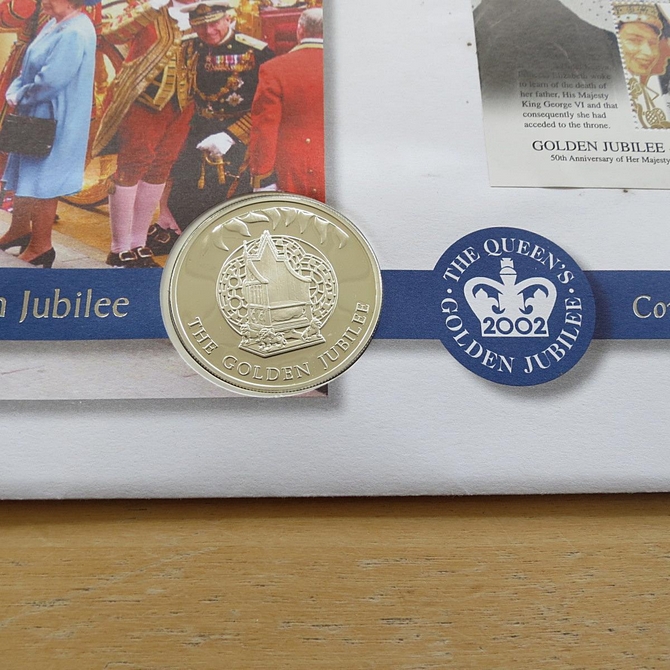 to learn of the death of
her father, His Majesty
King George VI and that
consequently she had
acceded to the throne.
GOLDEN JUBILEE
50th Anniversary of Her Majesty
n Jubilee
THE GOLDEN JUBILEE
· THE QUEEN'S ·
2002
GOLDEN JUBILEE
Co